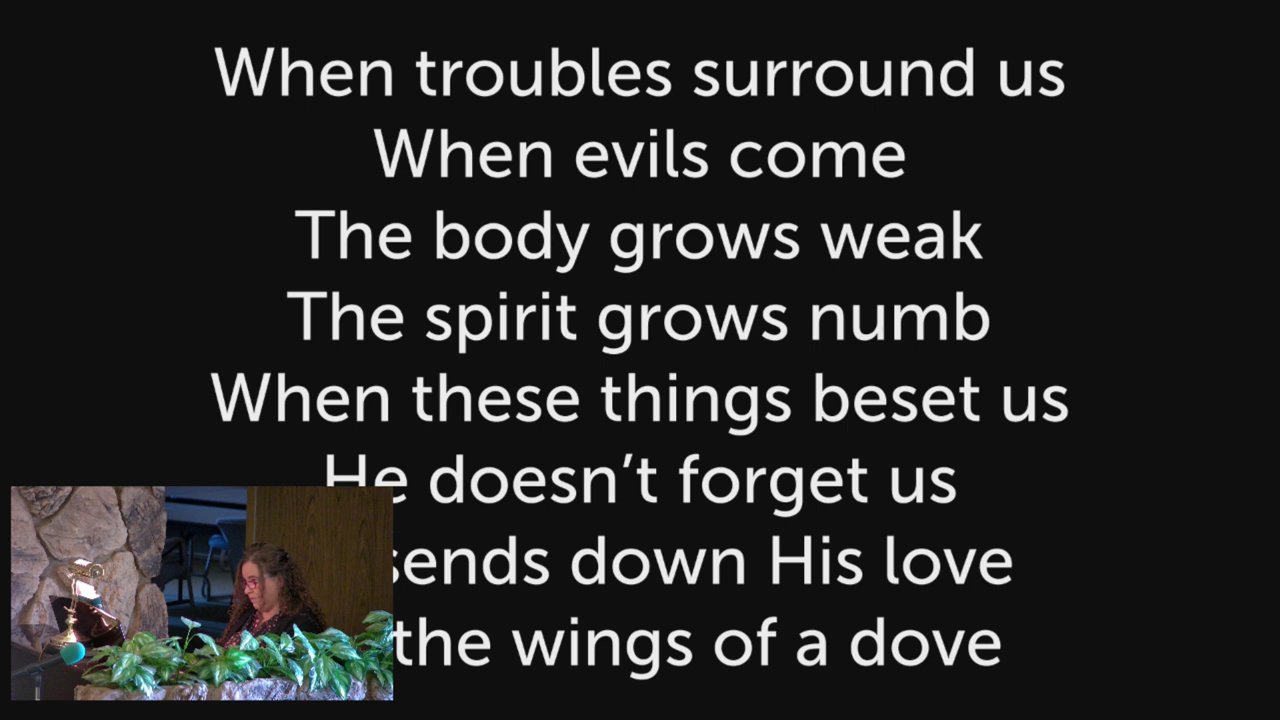 When troubles surround us
When evils come
The body grows weak
The spirit grows numb
When these things beset us
He doesn’t forget us
sends down His love
the wings of a dove